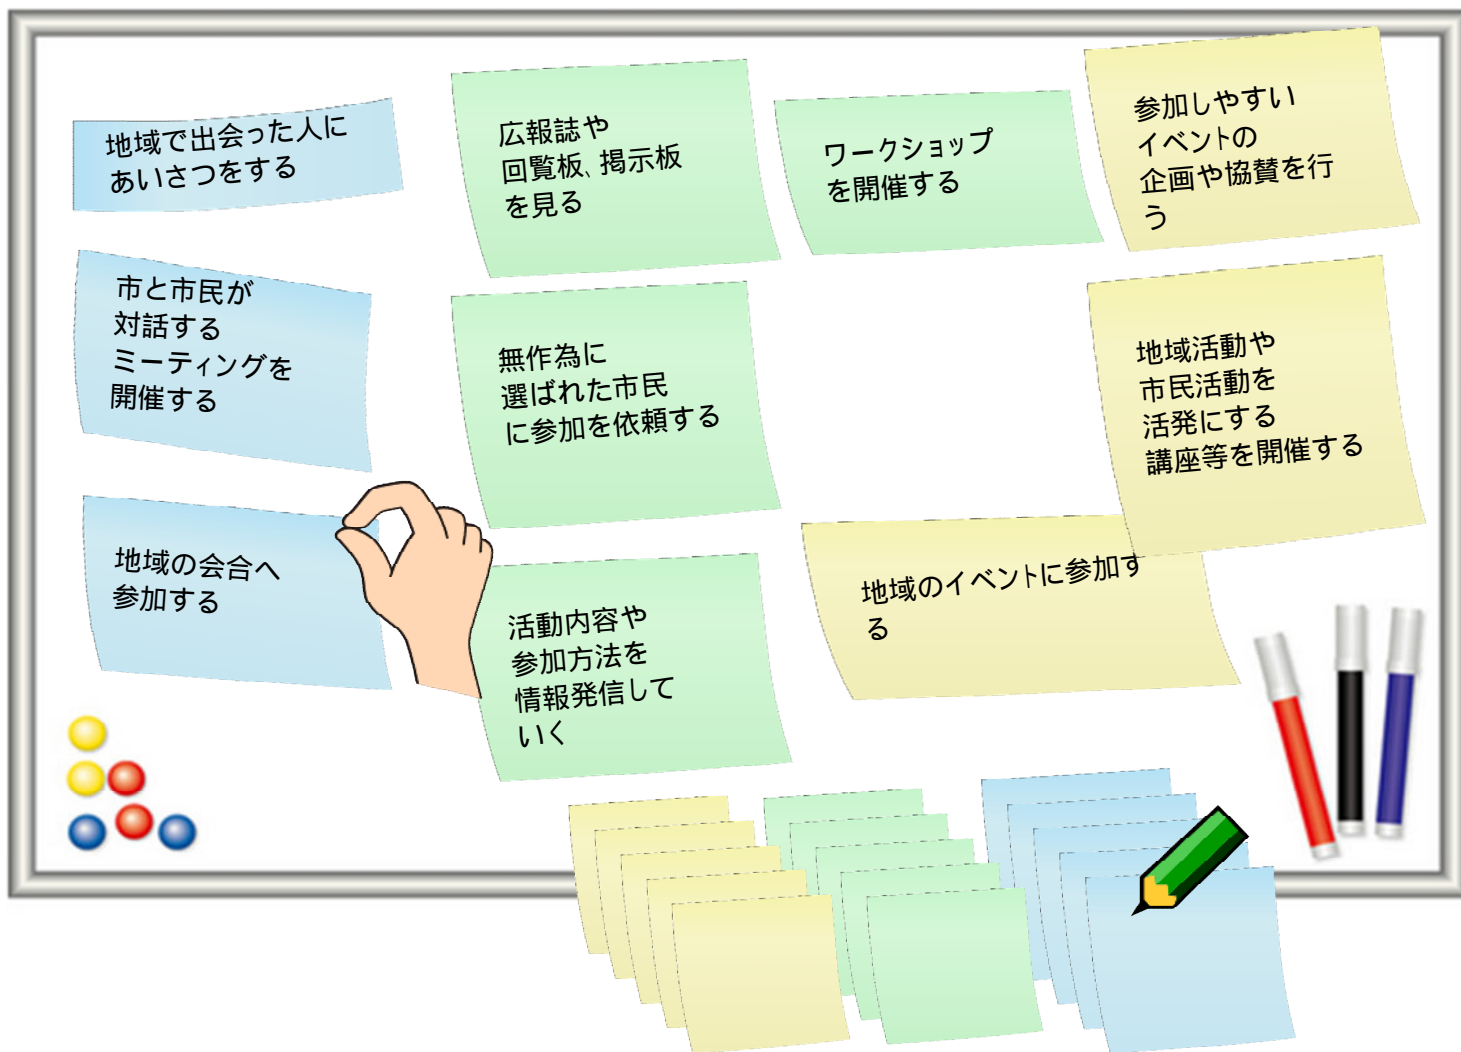 地域で出会った人に
あいさつをする
広報誌や
回覧板、掲示板
を見る
ワークショップ
を開催する
参加しやすい
イベントの
企画や協賛を行
う
市と市民が
対話する
ミーティングを
開催する
無作為に
選ばれた市民
に参加を依頼する
地域活動や
市民活動を
活発にする
講座等を開催する
地域の会合へ
参加する
活動内容や
参加方法を
情報発信して
いく
地域のイベントに参加す
る